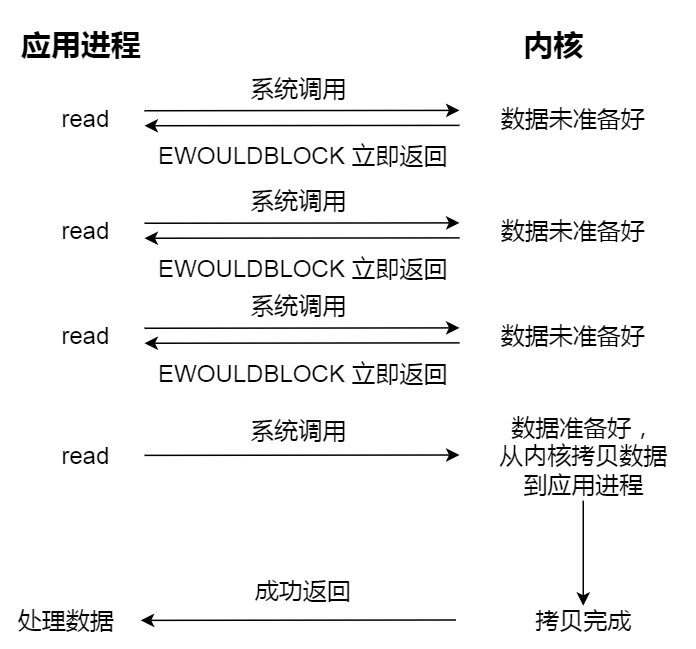 应用进程
内核
系统调用
read
数据未准备好
EWOULDBLOCK 立即返回
系统调用
read
数据未准备好
EWOULDBLOCK 立即返回
系统调用
read
数据未准备好
EWOULDBLOCK 立即返回
系统调用
read
数据准备好，
从内核拷贝数据
到应用进程
成功返回
处理数据
拷贝完成